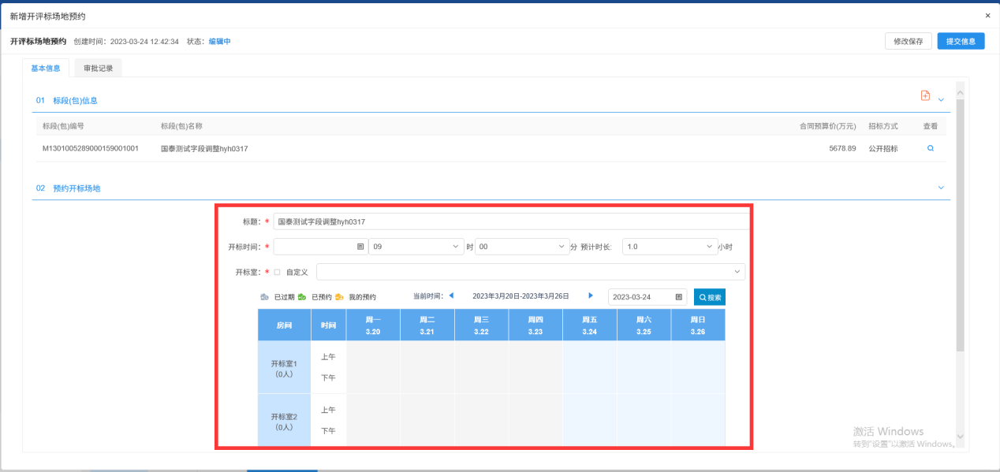 新增开评标场地预约 ×
开评标场地预约 创建时间：2023-03-24 12:42:34 状态：编辑中 修改保存 提交信息
基本信息 审批记录
01 标段(包)信息
标段(包)编号 标段(包)名称 合同预算价(万元) 招标方式 查看
M1301005289000159001001 国泰测试字段调整hyh0317 5678.89 公开招标
02 预约开标场地
标题：* 国泰测试字段调整hyh0317
开标时间：* 09 时 00 分 预计时长: 1.0 小时
开标室：* 自定义
已过期 已预约 我的预约 当前时间： 2023年3月20日-2023年3月26日 2023-03-24 搜索
房间 时间 周一 周二 周三 周四 周五 周六 周日
3.20 3.21 3.22 3.23 3.24 3.25 3.26
开标室1 上午
（0人） 下午
开标室2 上午
（0人） 下午
激活 Windows
转到"设置"以激活 Windows。